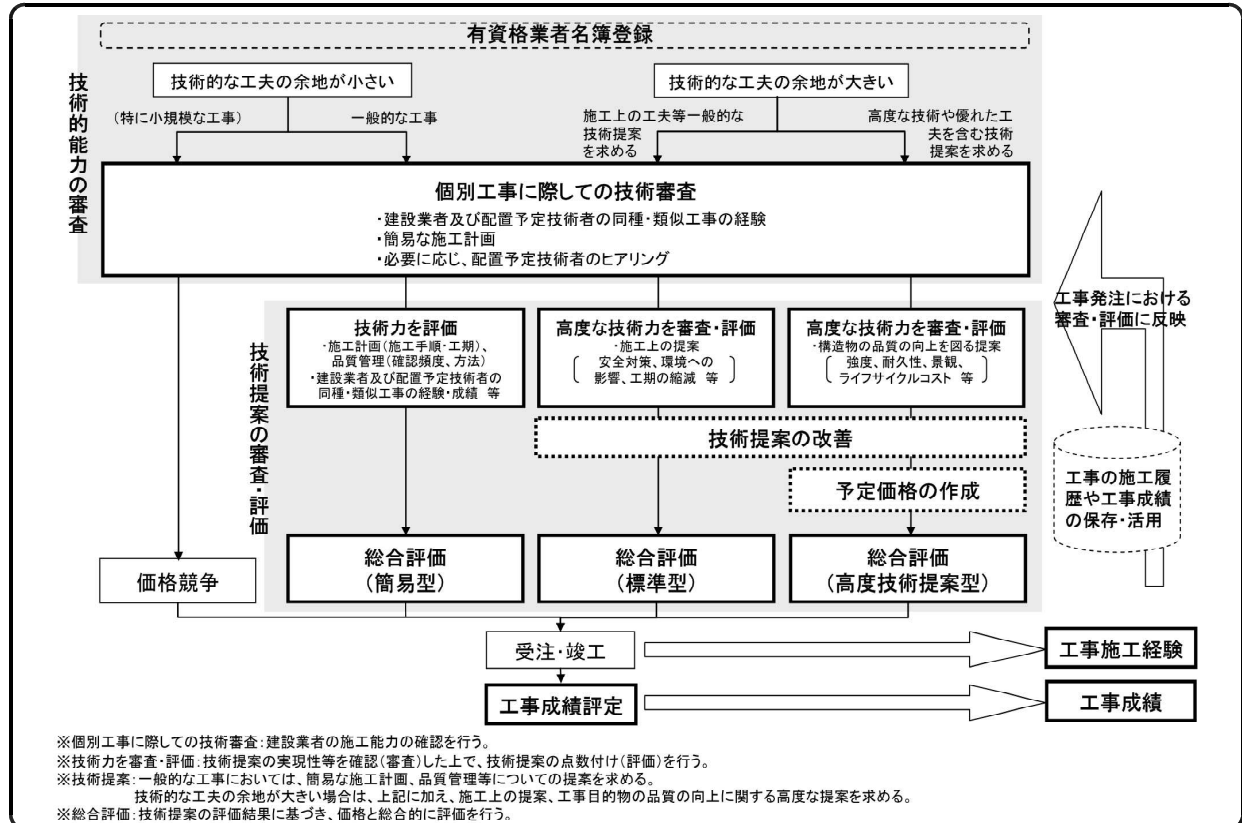 有資格業者名簿登録
技術的能力の審査
技術的な工夫の余地が小さい
技術的な工夫の余地が大きい
(特に小規模な工事)
一般的な工事
施工上の工夫等一般的な
技術提案
を求める
高度な技術や優れた工
夫を含む技術
提案を求める
個別工事に際しての技術審査
・建設業者及び配置予定技術者の同種・類似工事の経験
・簡易な施工計画
・必要に応じ、配置予定技術者のヒアリング
技術提案の審査・評価
技術力を評価
・施工計画(施工手順・工期)、
品質管理(確認頻度、方法)
・建設業者及び配置予定技術者の
同種・類似工事の経験・成績 等
高度な技術力を審査・評価
・施工上の提案
安全対策、環境への
影響、工期の縮減 等
高度な技術力を審査・評価
・構造物の品質の向上を図る提案
強度、耐久性、景観、
ライフサイクルコスト 等
工事発注における
審査・評価に反映
技術提案の改善
予定価格の作成
工事の施工履
歴や工事成績
の保存・活用
価格競争
総合評価
(簡易型)
総合評価
(標準型)
総合評価
(高度技術提案型)
受注・竣工
工事施工経験
工事成績評定
工事成績
※個別工事に際しての技術審査:建設業者の施工能力の確認を行う。
※技術力を審査・評価:技術提案の実現性等を確認(審査)した上で、技術提案の点数付け(評価)を行う。
※技術提案:一般的な工事においては、簡易な施工計画、品質管理等についての提案を求める。
技術的な工夫の余地が大きい場合は、上記に加え、施工上の提案、工事目的物の品質の向上に関する高度な提案を求める。
※総合評価:技術提案の評価結果に基づき、価格と総合的に評価を行う。